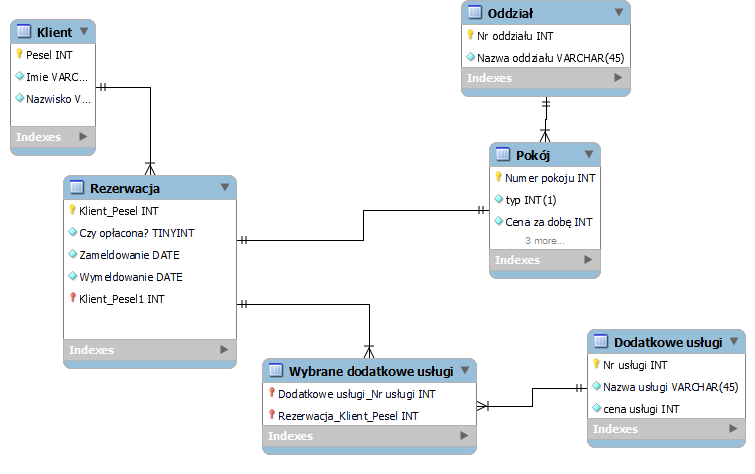 Klient
Pesel INT
Imie VARC...
Nazwisko V...
Indexes
Oddział
Nr oddziału INT
Nazwa oddziału VARCHAR(45)
Indexes
Pokój
Numer pokoju INT
typ INT(1)
Cena za dobę INT
3 more...
Indexes
Rezerwacja
Klient_Pesel INT
Czy opłacona? TINYINT
Zameldowanie DATE
Wymeldowanie DATE
Klient_Pesel1 INT
Indexes
Wybrane dodatkowe usługi
Dodatkowe usługi_Nr usługi INT
Rezerwacja_Klient_Pesel INT
Indexes
Dodatkowe usługi
Nr usługi INT
Nazwa usługi VARCHAR(45)
cena usługi INT
Indexes